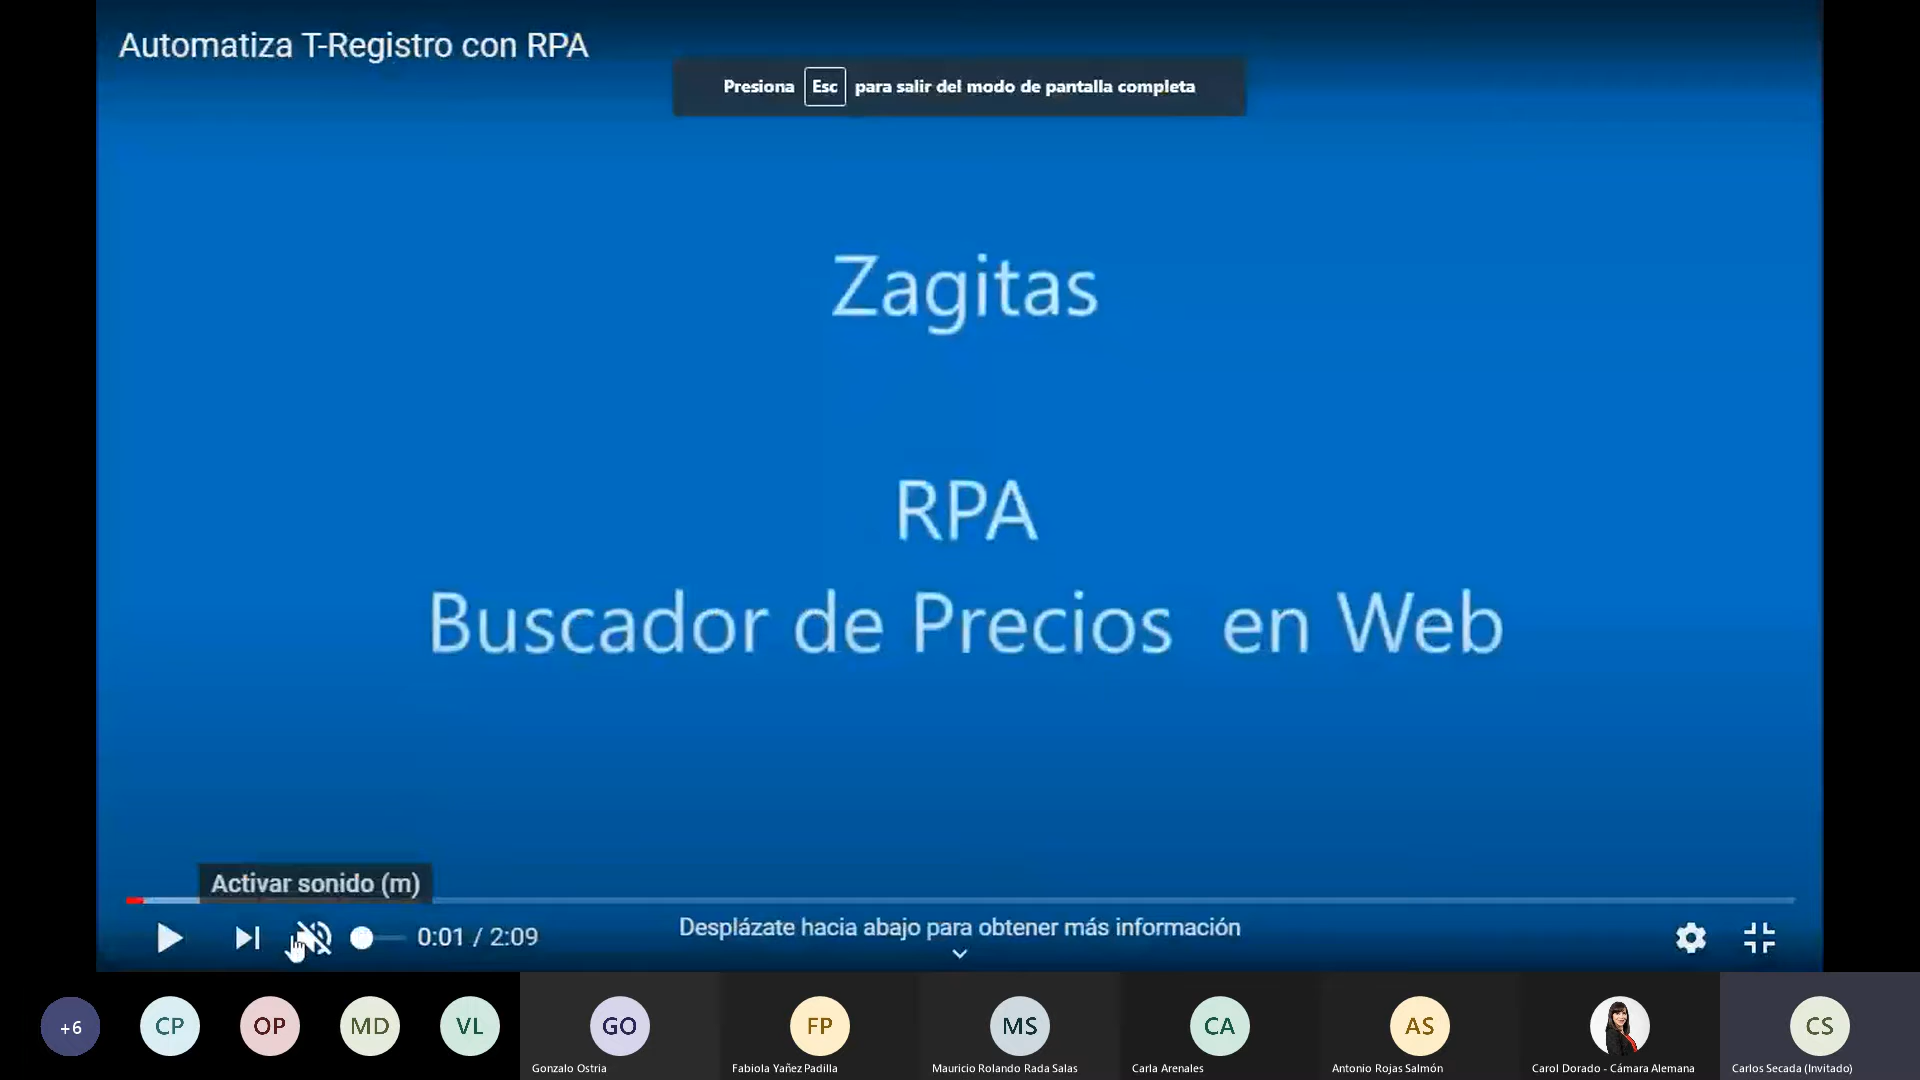 Automatiza T-Registro con RPA
Presiona Esc para salir del modo de pantalla completa
Zagitas
RPA
Buscador de Precios en Web
Activar sonido (m)
0:01 / 2:09
Desplázate hacia abajo para obtener más información
+6
CP
OP
MD
VL
GO
FP
MS
CA
AS
CS
Gonzalo Ostria
Fabiola Yañez Padilla
Mauricio Rolando Rada Salas
Carla Arenales
Antonio Rojas Salmón
Carol Dorado - Cámara Alemana
Carlos Secada (Invitado)